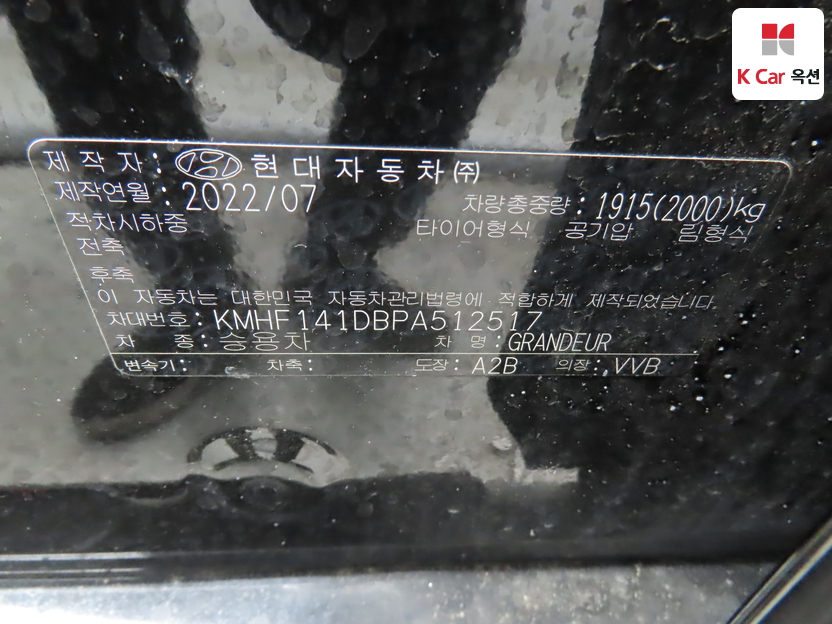 K Car 옥션
제작자: HYUNDAI 현대자동차(주)
제작연월: 2022/07
차량총중량: 1915(2000)kg
적차시하중 타이어형식 공기압 림형식
전축
후축
이 자동차는 대한민국 자동차관리법령에 적합하게 제작되었습니다.
차대번호: KMHF141DBPA512517
차 종: 승용차 차 명: GRANDEUR
변속기: 차축: 도장: A2B 의장: VVB